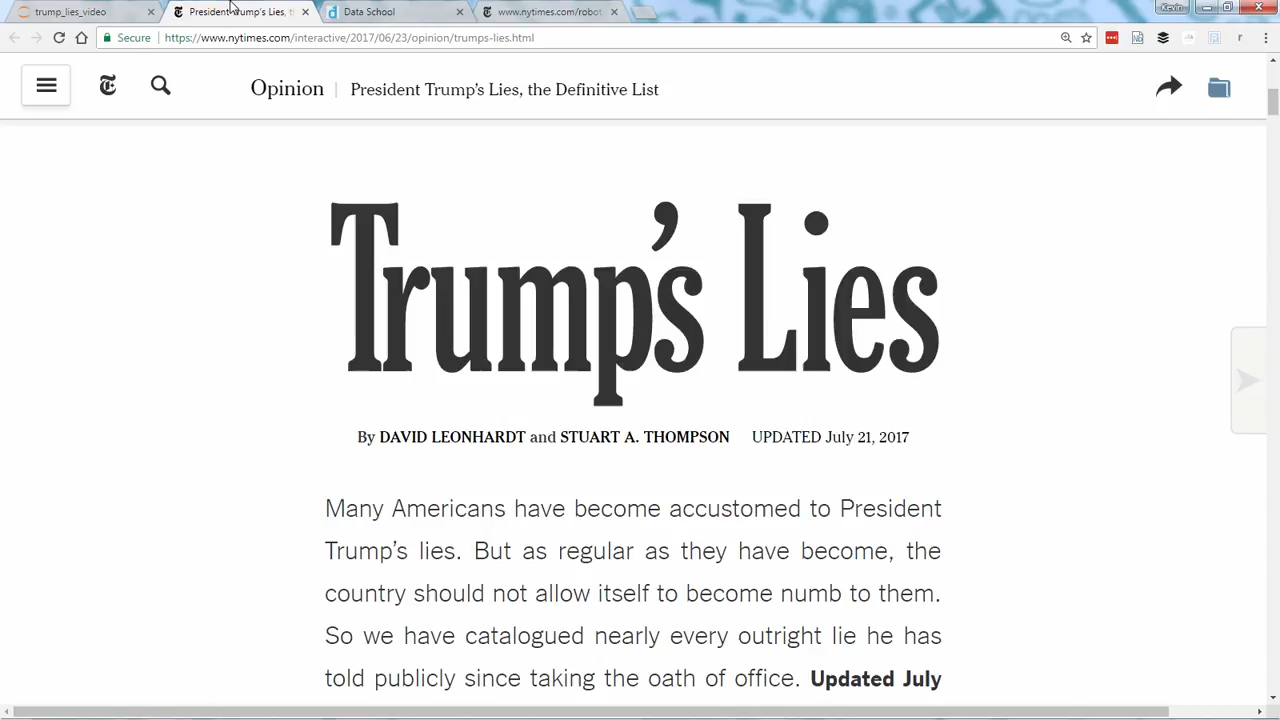 trump_lies_video
President Trump's Lies, t
Data School
www.nytimes.com/robot
Kevin
Secure
https://www.nytimes.com/interactive/2017/06/23/opinion/trumps-lies.html
Opinion | President Trump's Lies, the Definitive List
Trump's Lies
By DAVID LEONHARDT and STUART A. THOMPSON UPDATED July 21, 2017
Many Americans have become accustomed to President
Trump's lies. But as regular as they have become, the
country should not allow itself to become numb to them.
So we have catalogued nearly every outright lie he has
told publicly since taking the oath of office. Updated July